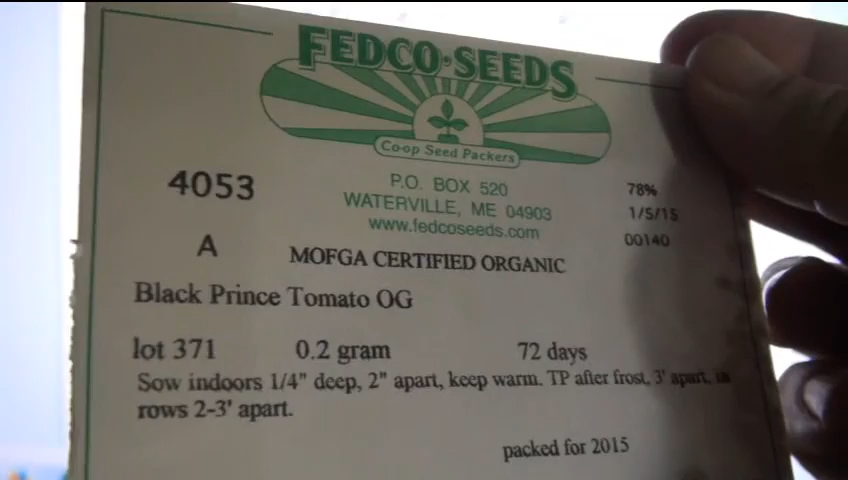 FEDCO·SEEDS
Co-op Seed Packers
4053
P.O. BOX 520
78%
WATERVILLE, ME 04903
1/5/15
www.fedcoseeds.com
00140
A
MOFGA CERTIFIED ORGANIC
Black Prince Tomato OG
lot 371 0.2 gram 72 days
Sow indoors 1/4" deep, 2" apart, keep warm. TP after frost, 3' apart, in
rows 2-3' apart.
packed for 2015